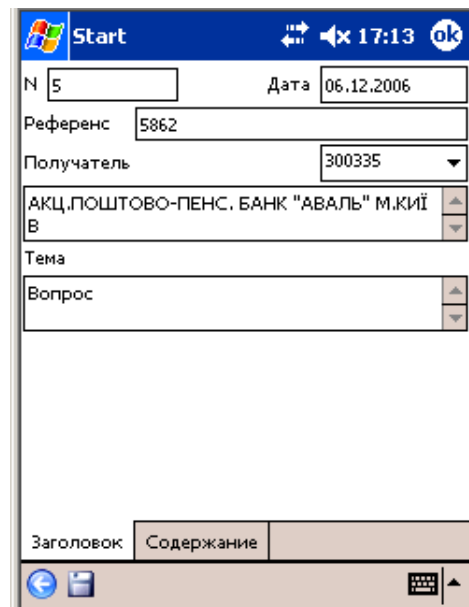 Start 17:13 ok
N 5 Дата 06.12.2006
Референс 5862
Получатель 300335
АКЦ.ПОШТОВО-ПЕНС. БАНК "АВАЛЬ" М.КИЇ
В
Тема
Вопрос
Заголовок Содержание